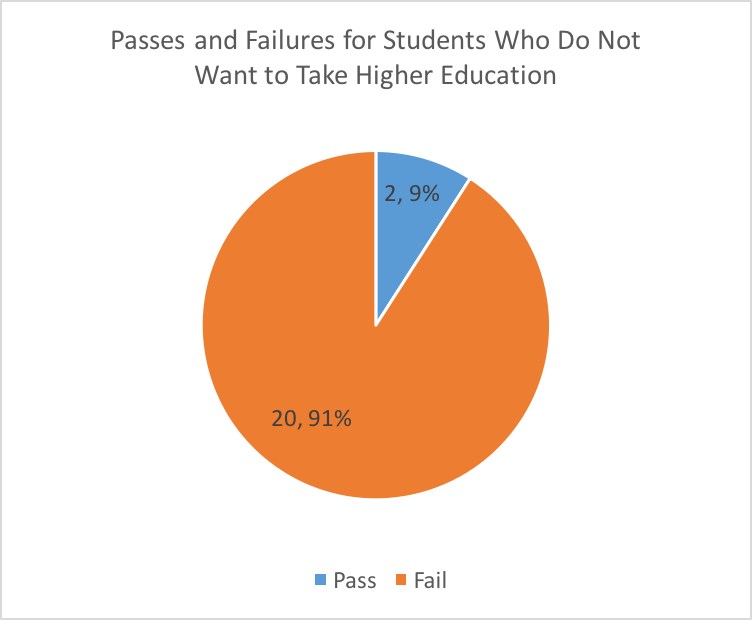 Passes and Failures for Students Who Do Not
Want to Take Higher Education
2, 9%
20, 91%
Pass Fail